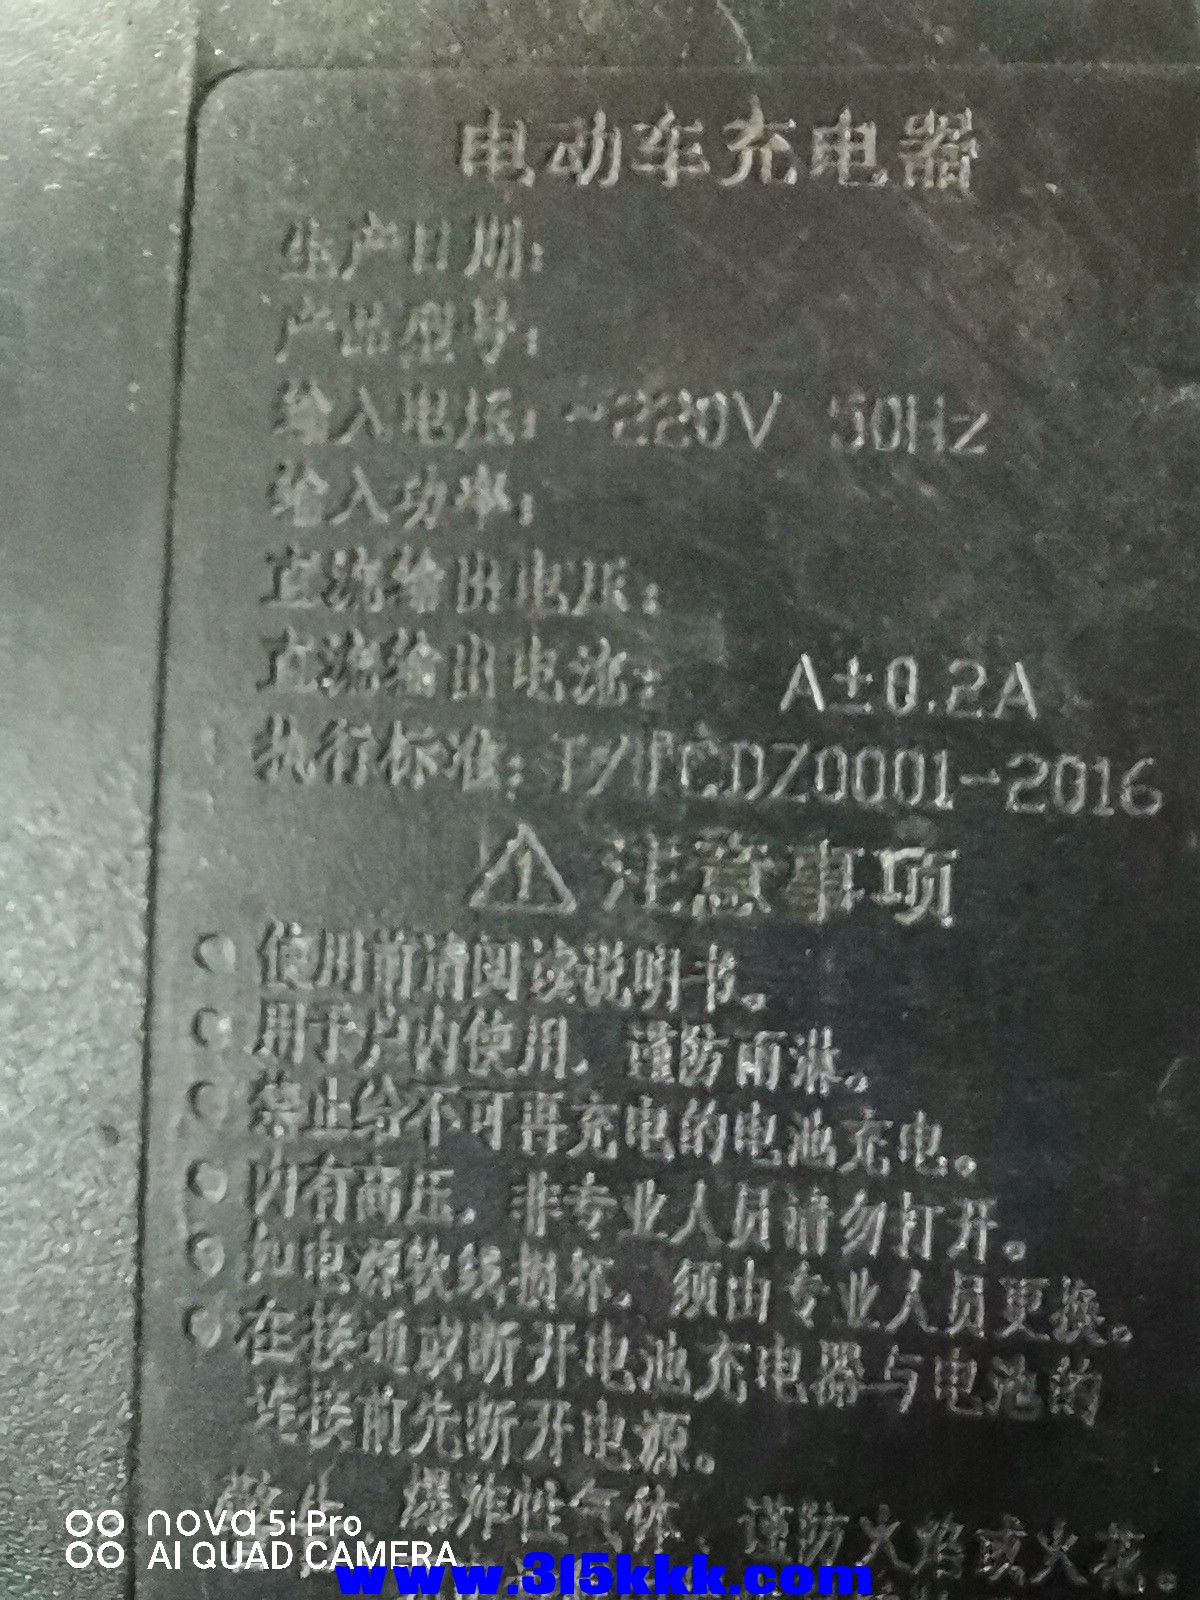 电动车充电器
生产日期:
产品型号:
输入电压: ~220V 50Hz
输入功率:
直流输出电压:
直流输出电流: A±0.2A
执行标准: DZ0001-2016
注意事项
使用前请阅读说明书。
用于户内使用，谨防雨淋。
禁止给不可再充电的电池充电。
内有高压，非专业人员请勿打开。
如电源软线损坏，须由专业人员更换。
在接通或断开电池充电器与电池的
连接前先断开电源。
爆炸性气体，谨防火焰或火花。
nova 5i Pro
AI QUAD CAMERA
www.315kkk.com